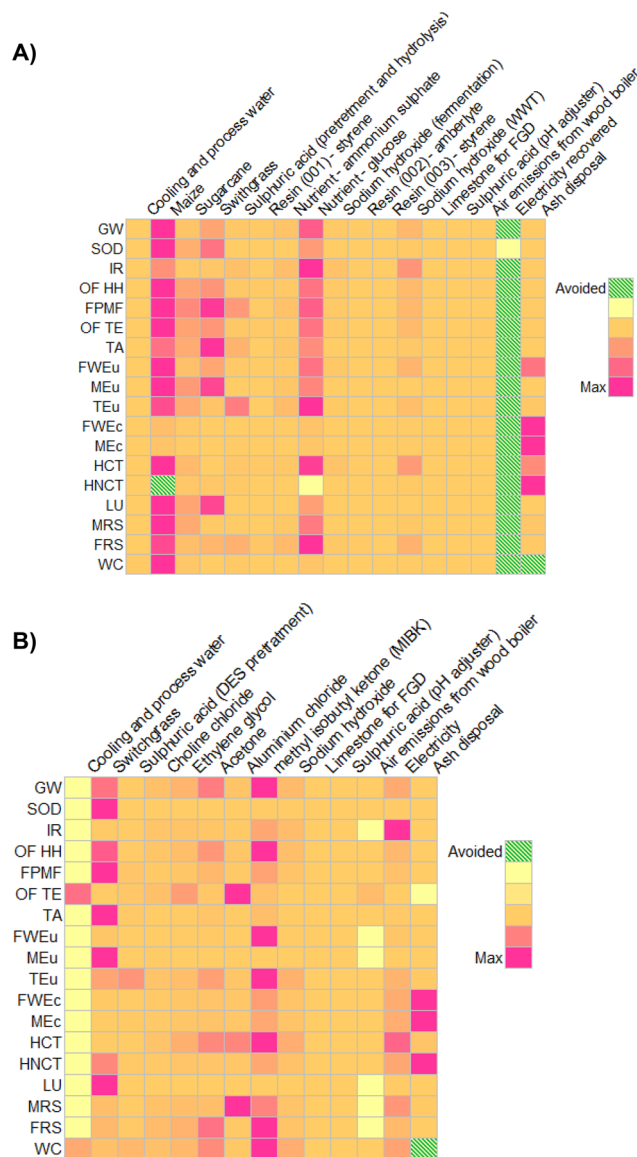 A)
Cooling and process water
Maize
Sugarcane
Swithgrass
Sulphuric acid (pretreatment and hydrolysis)
Resin (001) - styrene
Nutrient - ammonium sulphate
Nutrient - glucose
Sodium hydroxide (fermentation)
Resin (002) - amberlyte
Resin (003) - styrene
Sodium hydroxide (WWT)
Limestone for FGD
Sulphuric acid (pH adjuster)
Air emissions from wood boiler
Electricity recovered
Ash disposal
GW
SOD
IR
OF HH
FPMF
OF TE
TA
FWEu
MEu
TEu
FWEc
MEc
HCT
HNCT
LU
MRS
FRS
WC
Avoided
Max
B)
Cooling and process water
Switchgrass
Sulphuric acid (DES pretreatment)
Choline chloride
Ethylene glycol
Acetone
Aluminium chloride
methyl isobutyl ketone (MIBK)
Sodium hydroxide
Limestone for FGD
Sulphuric acid (pH adjuster)
Air emissions from wood boiler
Electricity
Ash disposal
GW
SOD
IR
OF HH
FPMF
OF TE
TA
FWEu
MEu
TEu
FWEc
MEc
HCT
HNCT
LU
MRS
FRS
WC
Avoided
Max